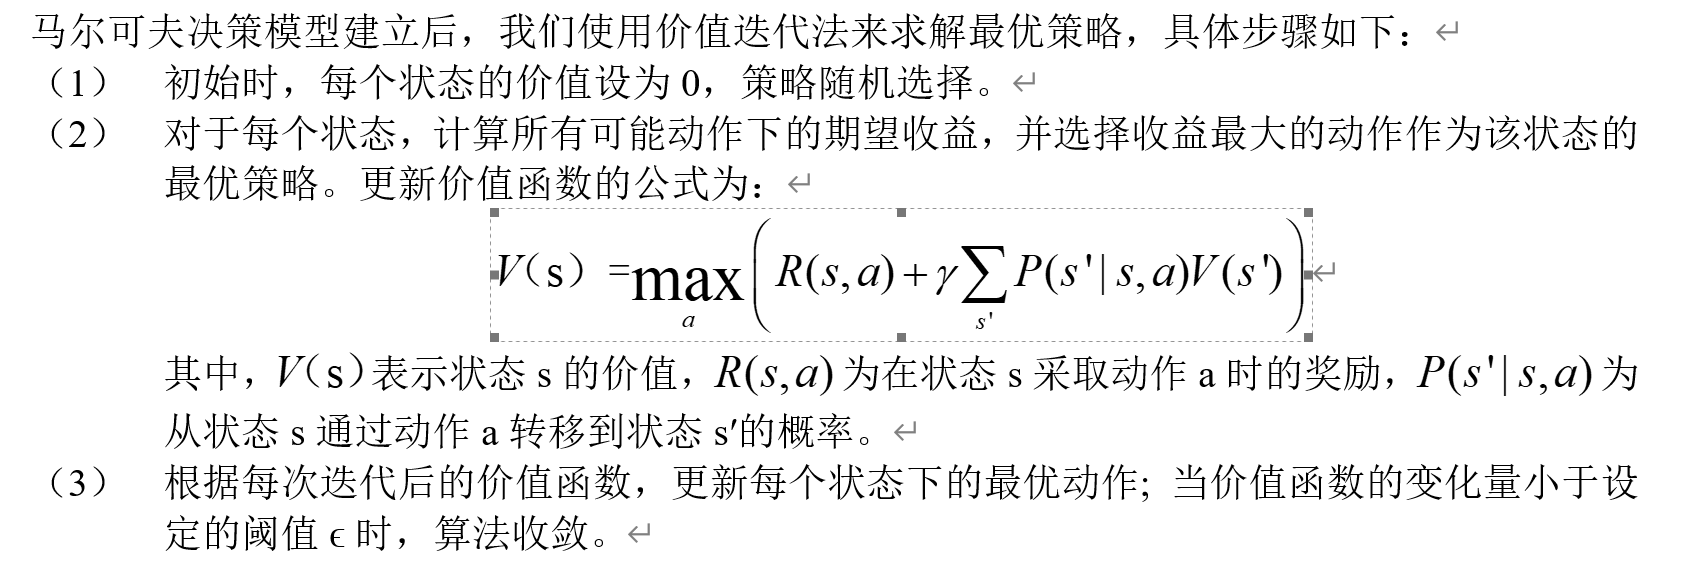 马尔可夫决策模型建立后，我们使用价值迭代法来求解最优策略，具体步骤如下：↵
（1） 初始时，每个状态的价值设为 0，策略随机选择。↵
（2） 对于每个状态，计算所有可能动作下的期望收益，并选择收益最大的动作作为该状态的
最优策略。更新价值函数的公式为：↵
V（s）=max_a ( R(s,a)+γ∑_{s'} P(s'|s,a)V(s') )↵
其中，V（s）表示状态 s 的价值，R(s,a)为在状态 s 采取动作 a 时的奖励，P(s'|s,a)为
从状态 s 通过动作 a 转移到状态 s′的概率。↵
（3） 根据每次迭代后的价值函数，更新每个状态下的最优动作；当价值函数的变化量小于设
定的阈值 ϵ 时，算法收敛。↵